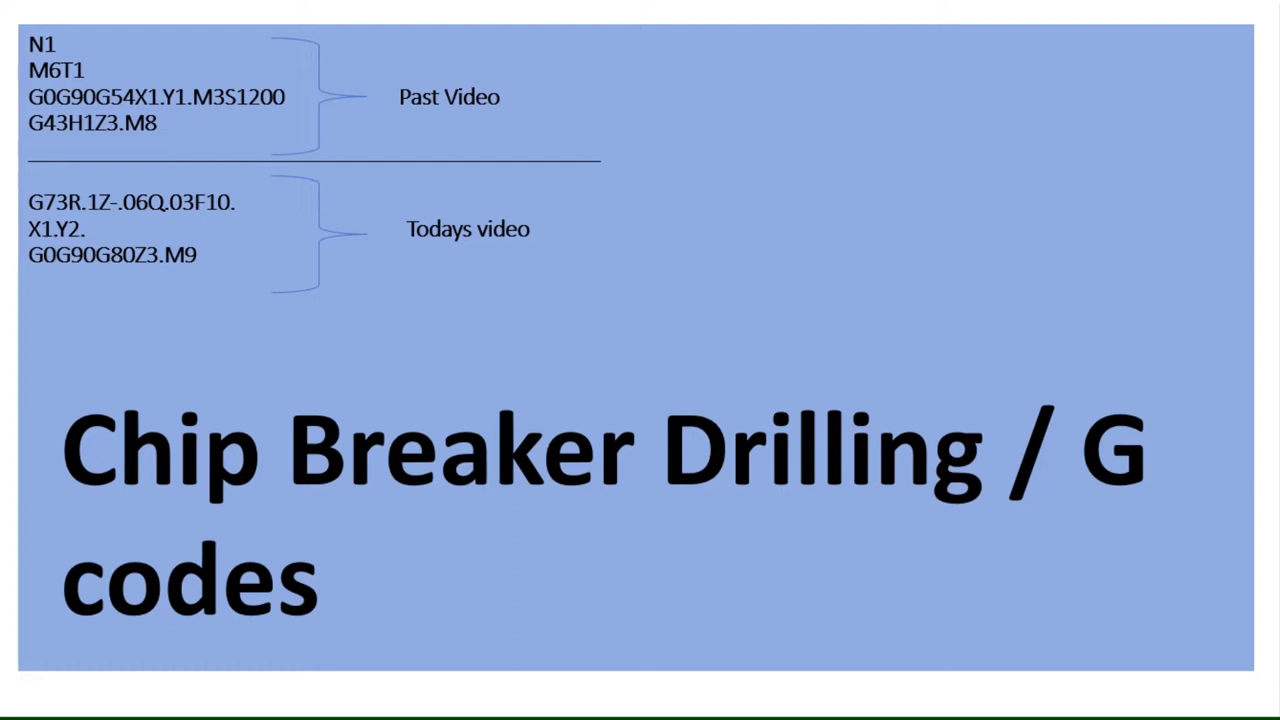 N1
M6T1
G0G90G54X1.Y1.M3S1200
G43H1Z3.M8
Past Video
G73R.1Z-.06Q.03F10.
X1.Y2.
G0G90G80Z3.M9
Todays video
Chip Breaker Drilling / G
codes